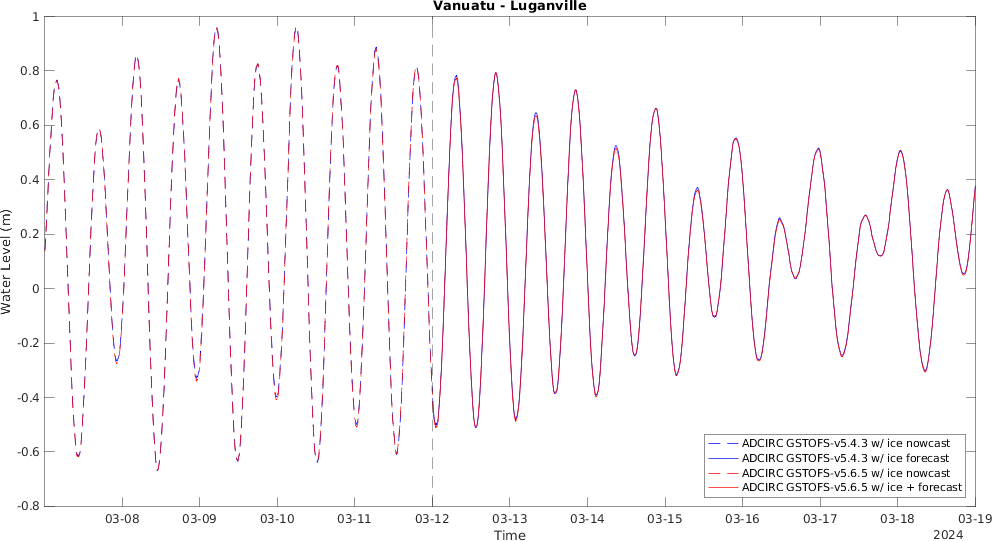 Vanuatu - Luganville
1
0.8
0.6
0.4
0.2
0
-0.2
-0.4
-0.6
-0.8
Water Level (m)
ADCIRC GSTOFS-v5.4.3 w/ ice nowcast
ADCIRC GSTOFS-v5.4.3 w/ ice forecast
ADCIRC GSTOFS-v5.6.5 w/ ice nowcast
ADCIRC GSTOFS-v5.6.5 w/ ice + forecast
03-08 03-09 03-10 03-11 03-12 03-13 03-14 03-15 03-16 03-17 03-18 03-19
Time
2024